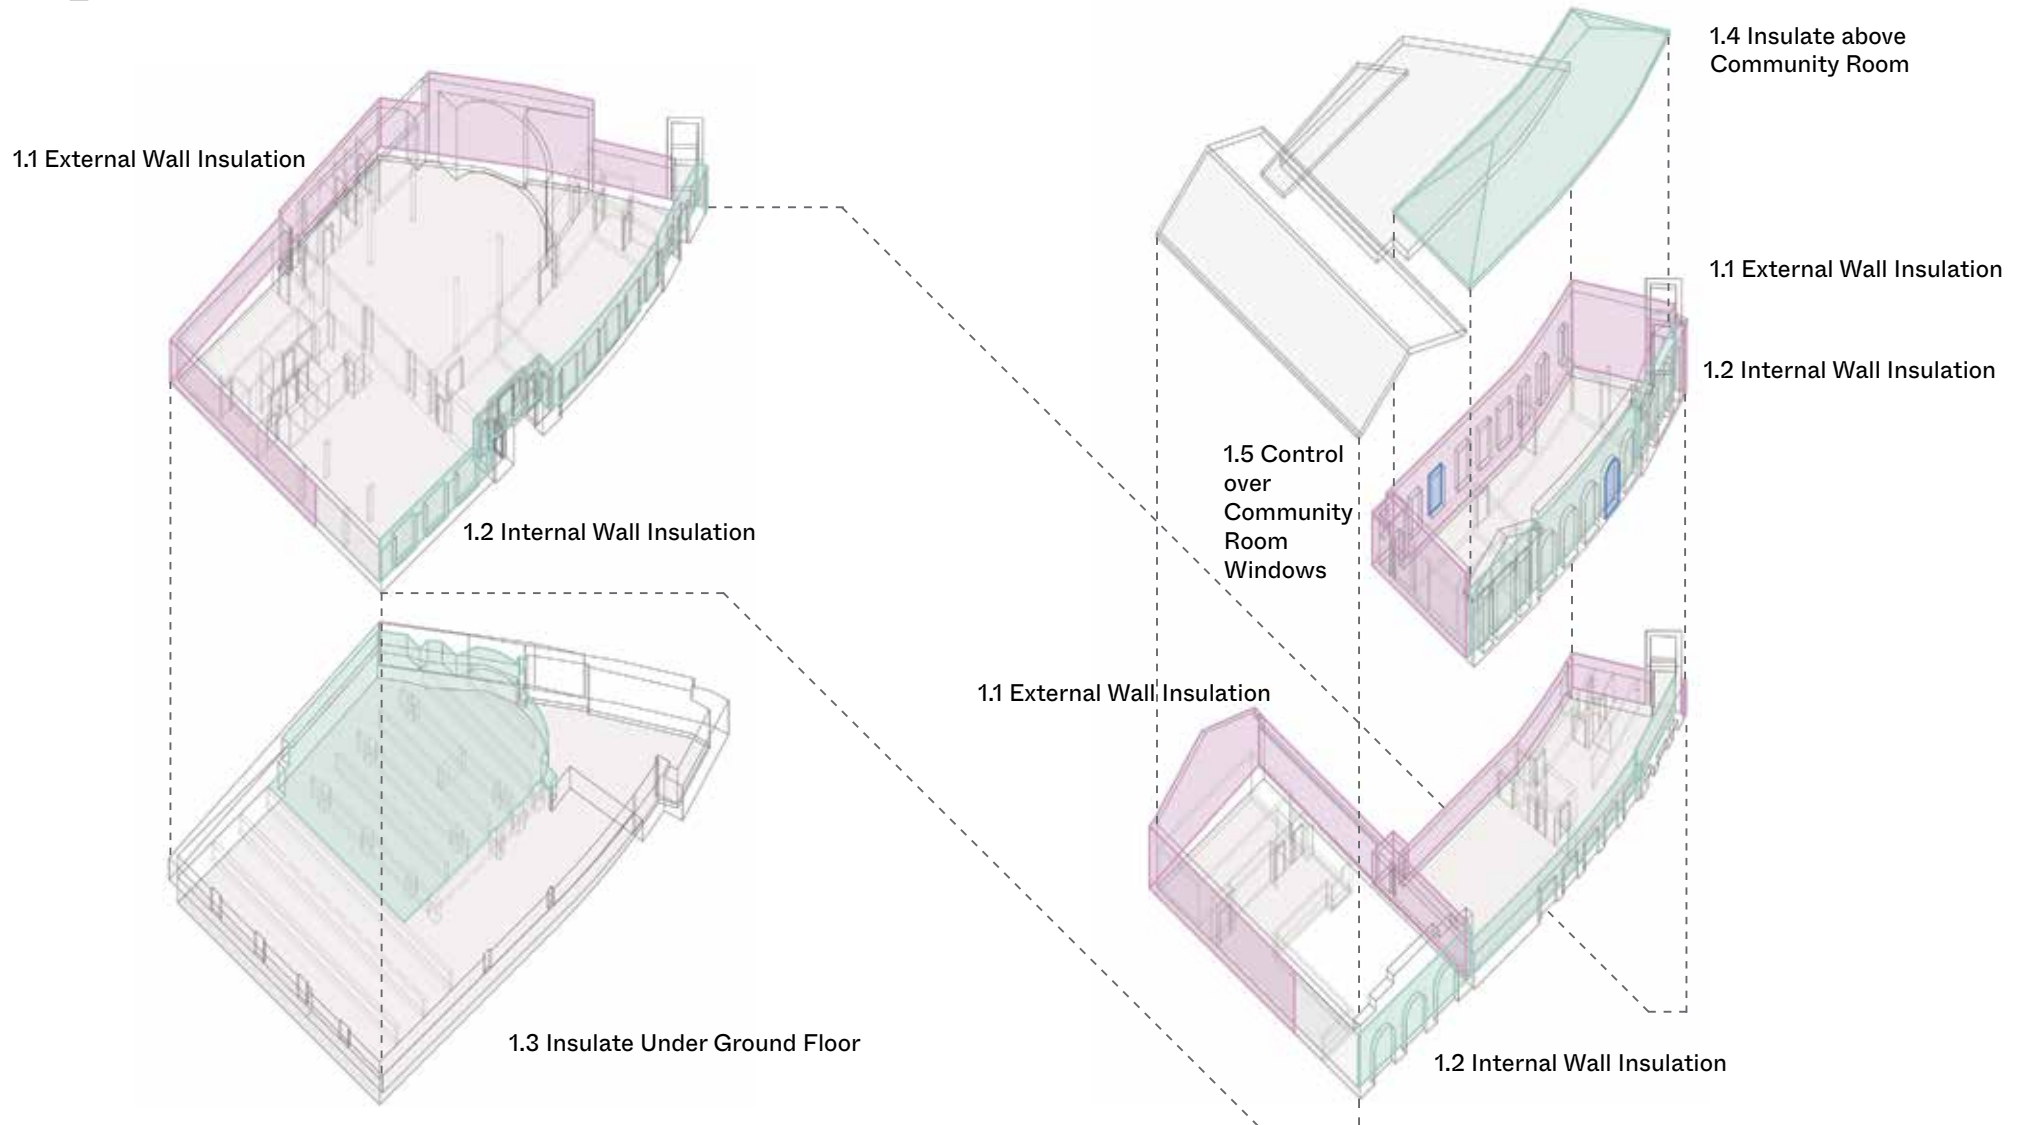 1.4 Insulate above
Community Room
1.1 External Wall Insulation
1.1 External Wall Insulation
1.2 Internal Wall Insulation
1.5 Control
over
Community
Room
Windows
1.2 Internal Wall Insulation
1.1 External Wall Insulation
1.3 Insulate Under Ground Floor
1.2 Internal Wall Insulation